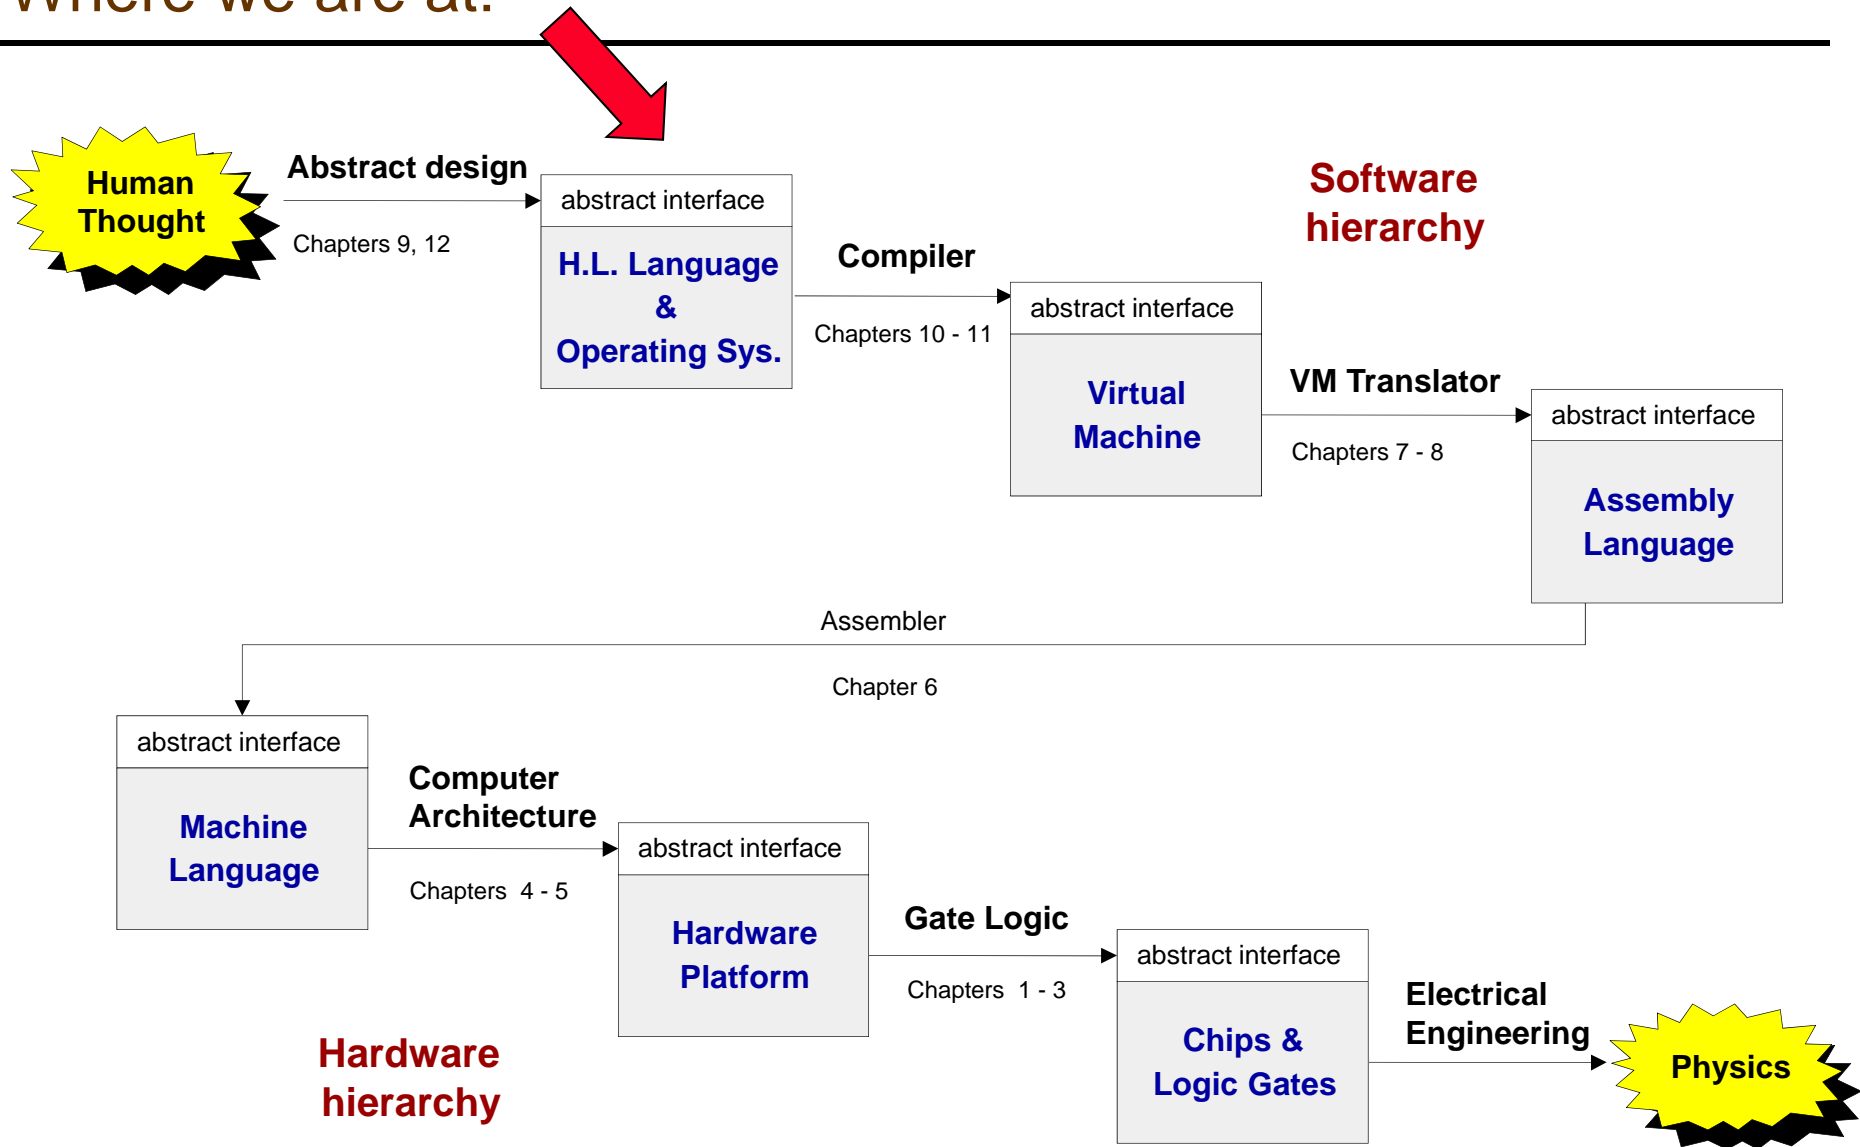 Where we are at:
Human
Thought
Abstract design
Chapters 9, 12
abstract interface
H.L. Language
&
Operating Sys.
Compiler
Chapters 10 - 11
abstract interface
Virtual
Machine
Software
hierarchy
VM Translator
Chapters 7 - 8
abstract interface
Assembly
Language
Assembler
Chapter 6
abstract interface
Machine
Language
Computer
Architecture
Chapters 4 - 5
abstract interface
Hardware
Platform
Gate Logic
Chapters 1 - 3
abstract interface
Chips &
Logic Gates
Electrical
Engineering
Physics
Hardware
hierarchy